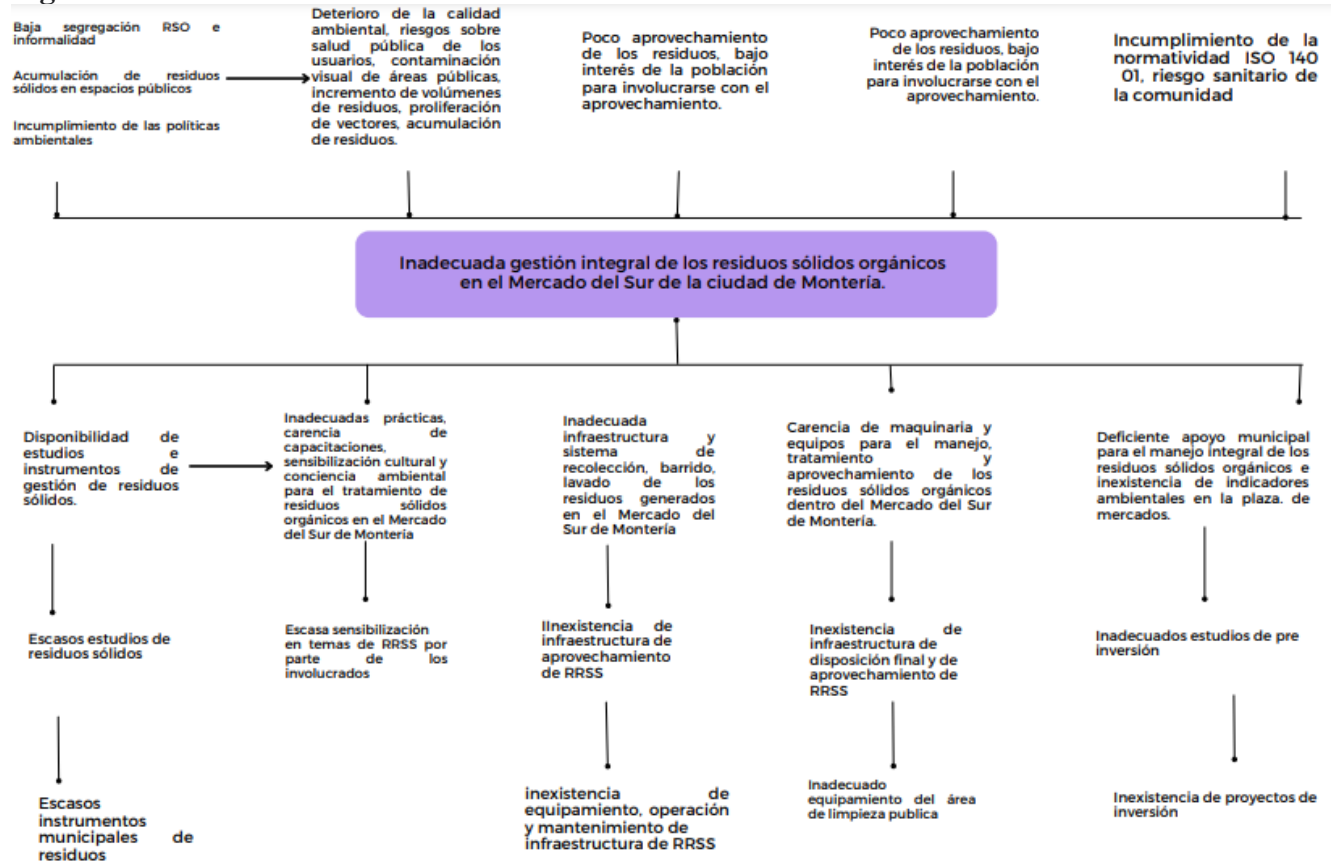 Baja segregación RSO e
informalidad
Acumulación de residuos
sólidos en espacios públicos
Incumplimiento de las políticas
ambientales
Deterioro de la calidad
ambiental, riesgos sobre
salud pública de los
usuarios, contaminación
visual de áreas públicas,
incremento de volúmenes
de residuos, proliferación
de vectores, acumulación
de residuos.
Poco aprovechamiento
de los residuos, bajo
interés de la población
para involucrarse con el
aprovechamiento.
Poco aprovechamiento
de los residuos, bajo
interés de la población
para involucrarse con el
aprovechamiento.
Incumplimiento de la
normatividad ISO 140
01, riesgo sanitario de
la comunidad
Inadecuada gestión integral de los residuos sólidos orgánicos
en el Mercado del Sur de la ciudad de Montería.
Disponibilidad de
estudios e
instrumentos de
gestión de residuos
sólidos.
Inadecuadas prácticas,
carencia de
capacitaciones,
sensibilización cultural y
conciencia ambiental
para el tratamiento de
residuos sólidos
orgánicos en el Mercado
del Sur de Montería
Inadecuada
infraestructura y
sistema de
recolección, barrido,
lavado de los
residuos generados
en el Mercado del
Sur de Montería
Carencia de maquinaria y
equipos para el manejo,
tratamiento y
aprovechamiento de los
residuos sólidos orgánicos
dentro del Mercado del Sur
de Montería.
Deficiente apoyo municipal
para el manejo integral de los
residuos sólidos orgánicos e
inexistencia de indicadores
ambientales en la plaza. de
mercados.
Escasos estudios de
residuos sólidos
Escasa sensibilización
en temas de RRSS por
parte de los
involucrados
IInexistencia de
infraestructura de
aprovechamiento
de RRSS
Inexistencia de
infraestructura de
disposición final y de
aprovechamiento de
RRSS
Inadecuados estudios de pre
inversión
Escasos
instrumentos
municipales de
residuos
inexistencia de
equipamiento, operación
y mantenimiento de
infraestructura de RRSS
Inadecuado
equipamiento del área
de limpieza publica
Inexistencia de proyectos de
inversión